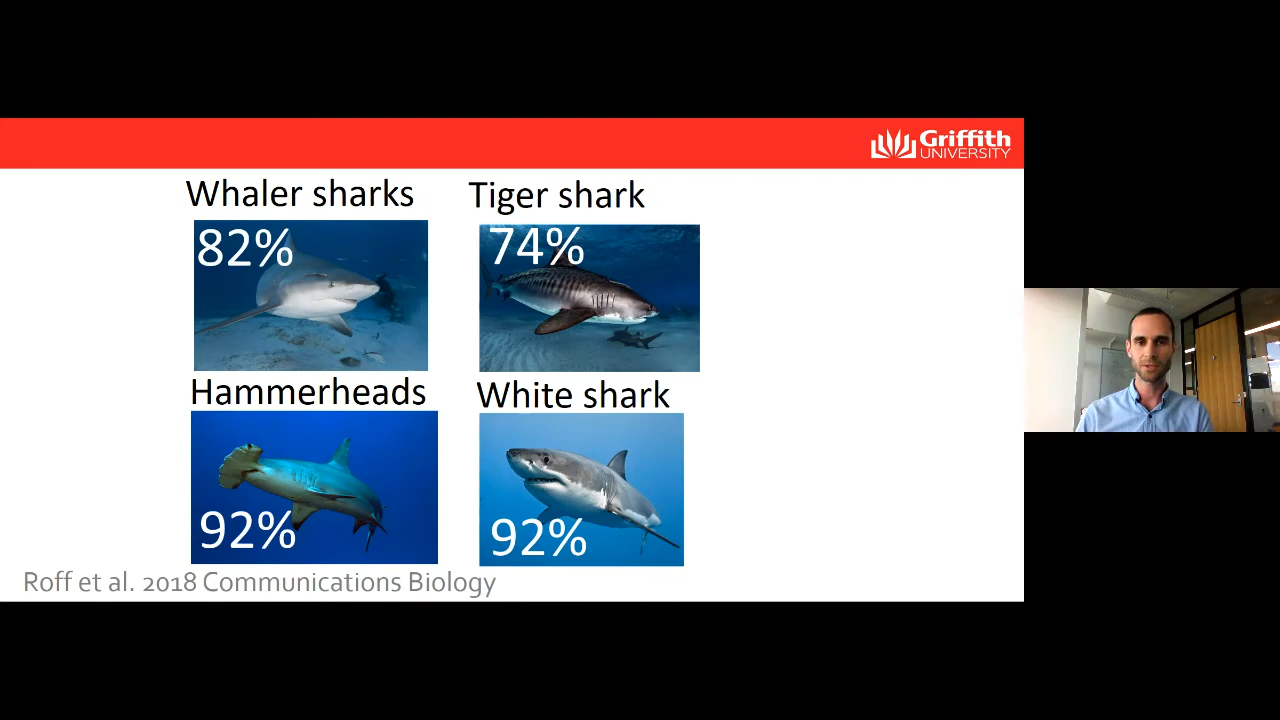 Griffith
UNIVERSITY
Whaler sharks
Tiger shark
82%
74%
Hammerheads
White shark
92%
92%
Roff et al. 2018 Communications Biology